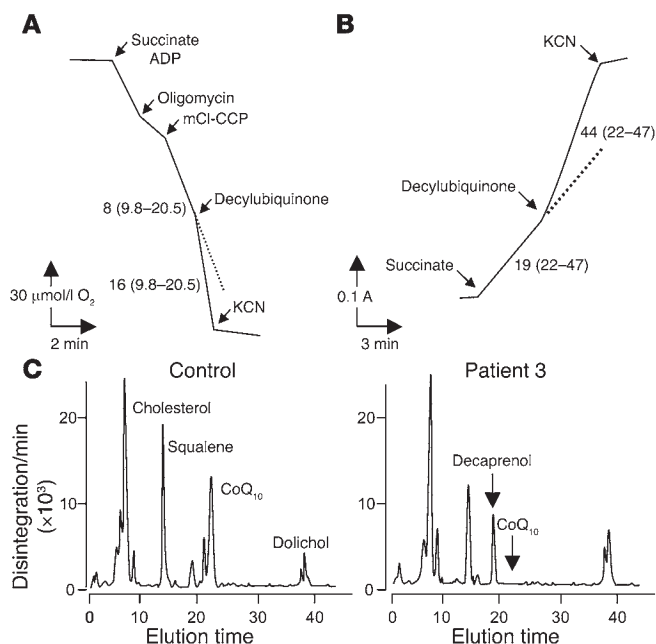 A
Succinate
ADP
Oligomycin
mCl-CCP
8 (9.8–20.5)
Decylubiquinone
16 (9.8–20.5)
KCN
30 μmol/l O2
2 min
B
KCN
44 (22–47)
Decylubiquinone
Succinate
19 (22–47)
0.1 A
3 min
C
Control
Cholesterol
Squalene
CoQ10
Dolichol
Disintegration/min
(×10³)
20
10
0
0 10 20 30 40
Elution time
Patient 3
Decaprenol
CoQ10
20
10
0
0 10 20 30 40
Elution time